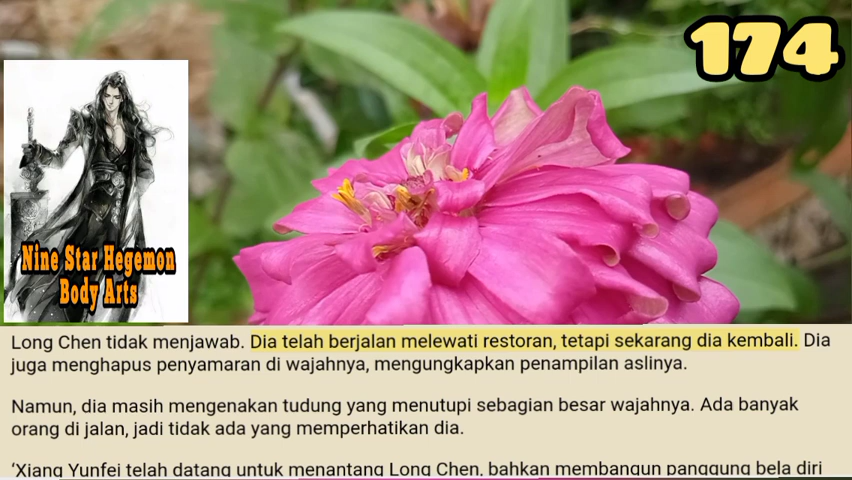 174
Nine Star Hegemon
Body Arts
Long Chen tidak menjawab. Dia telah berjalan melewati restoran, tetapi sekarang dia kembali. Dia
juga menghapus penyamaran di wajahnya, mengungkapkan penampilan aslinya.
Namun, dia masih mengenakan tudung yang menutupi sebagian besar wajahnya. Ada banyak
orang di jalan, jadi tidak ada yang memperhatikan dia.
‘Xiang Yunfei telah datang untuk menantang Long Chen, bahkan membangun panggung bela diri